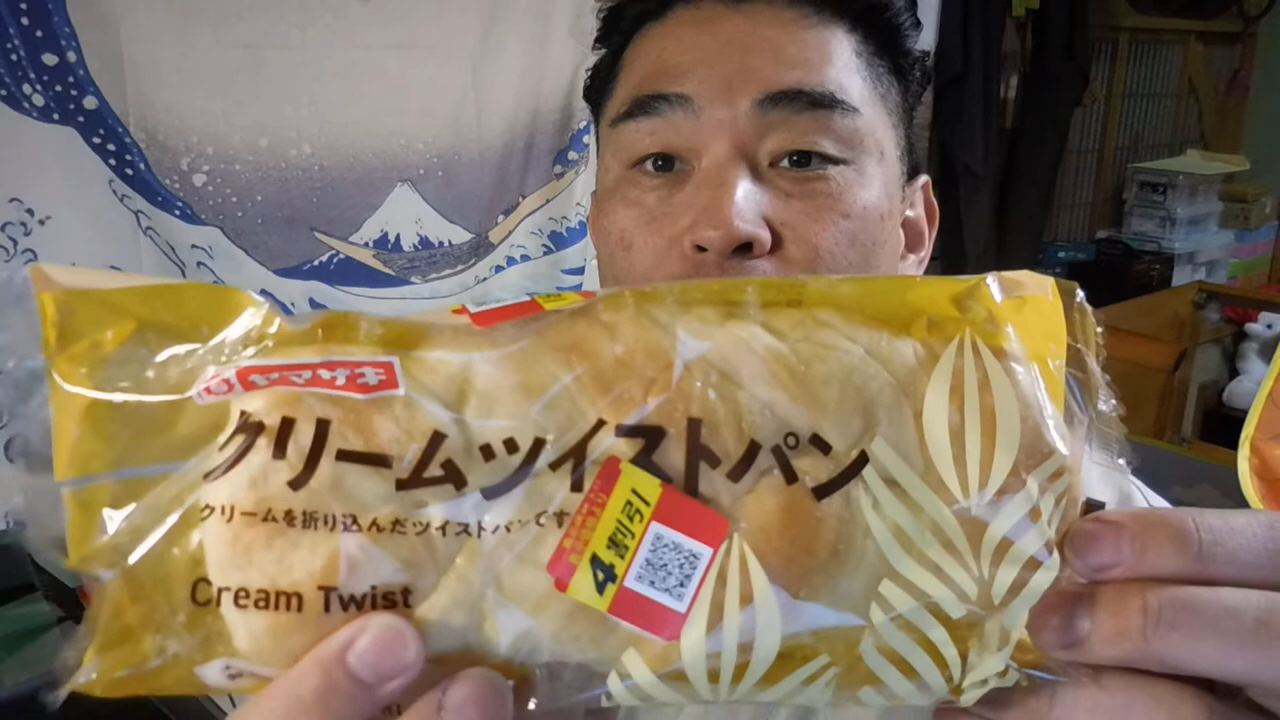 ヤマザキ
クリームツイストパン
クリームを折り込んだツイストパンです
4割引
Cream Twist